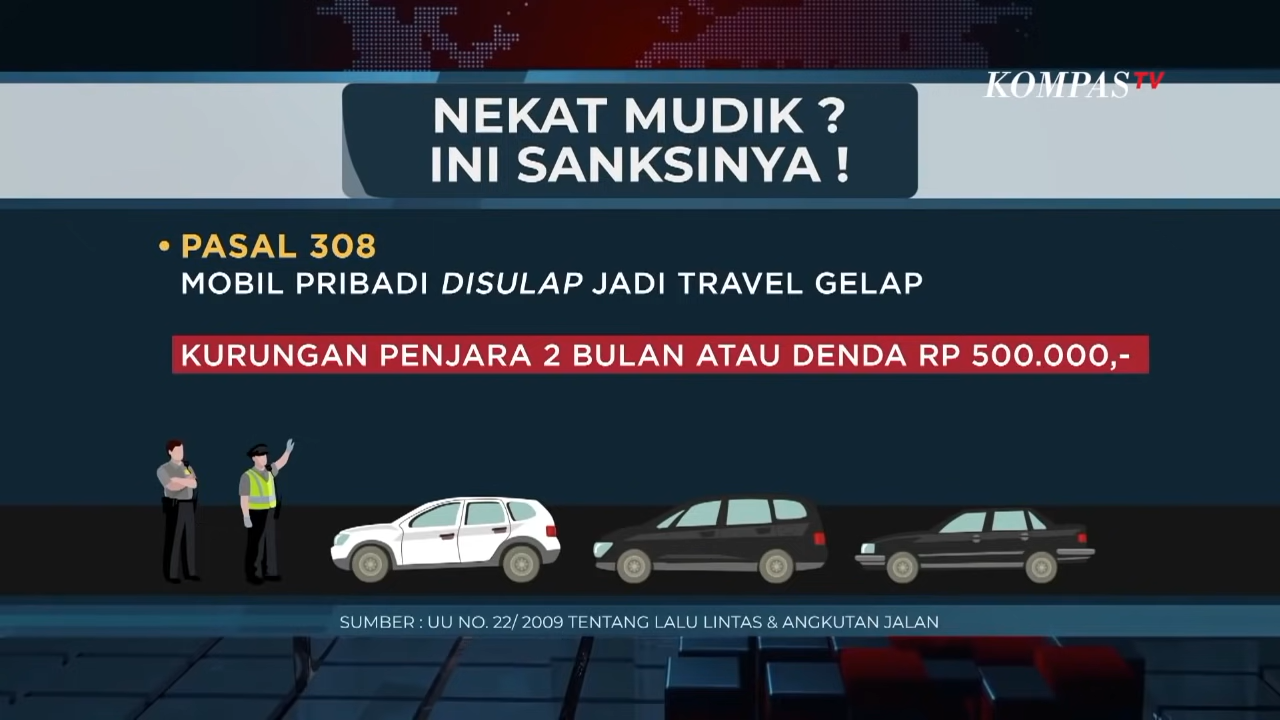 KOMPASTV
NEKAT MUDIK ?
INI SANKSINYA !
• PASAL 308
MOBIL PRIBADI DISULAP JADI TRAVEL GELAP
KURUNGAN PENJARA 2 BULAN ATAU DENDA RP 500.000,-
SUMBER : UU NO. 22/ 2009 TENTANG LALU LINTAS & ANGKUTAN JALAN